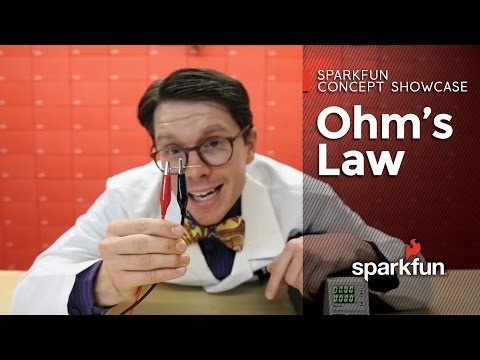 SPARKFUN
CONCEPT SHOWCASE
Ohm's
Law
sparkfun